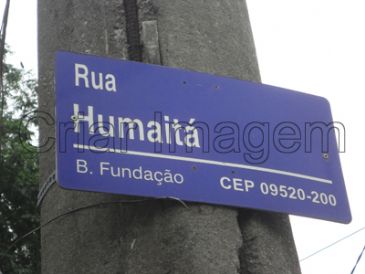 Rua
Humaitá
B. Fundação CEP 09520-200
Criar Imagem